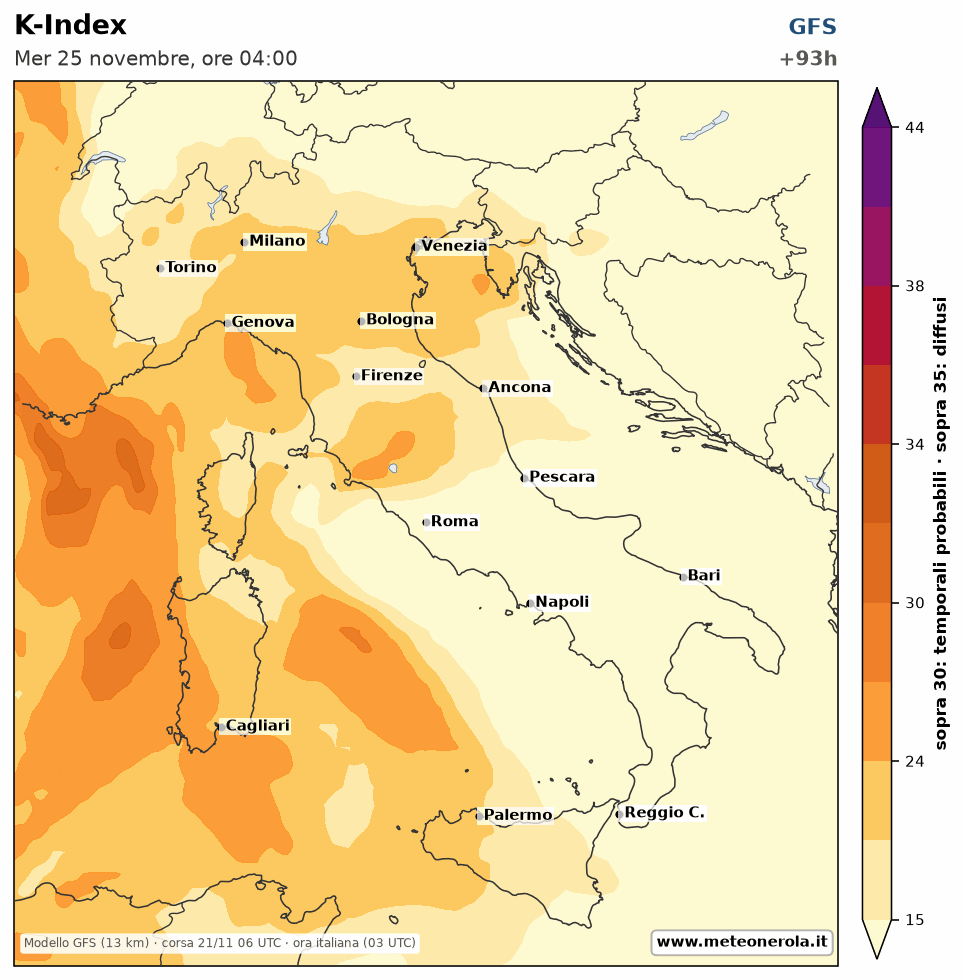 K-Index
GFS
Mer 25 novembre, ore 04:00
+93h
Milano
Venezia
Torino
Genova
Bologna
Firenze
Ancona
Pescara
Roma
Bari
Napoli
Cagliari
Palermo
Reggio C.
44
38
34
30
24
15
sopra 30: temporali probabili · sopra 35: diffusi
Modello GFS (13 km) · corsa 21/11 06 UTC · ora italiana (03 UTC)
www.meteonerola.it